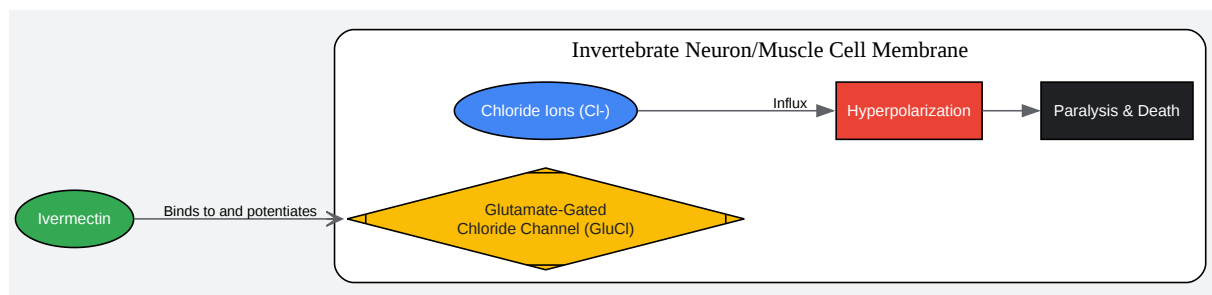 Invertebrate Neuron/Muscle Cell Membrane
Chloride Ions (Cl-)
Influx
Hyperpolarization
Paralysis & Death
Ivermectin
Binds to and potentiates
Glutamate-Gated
Chloride Channel (GluCl)